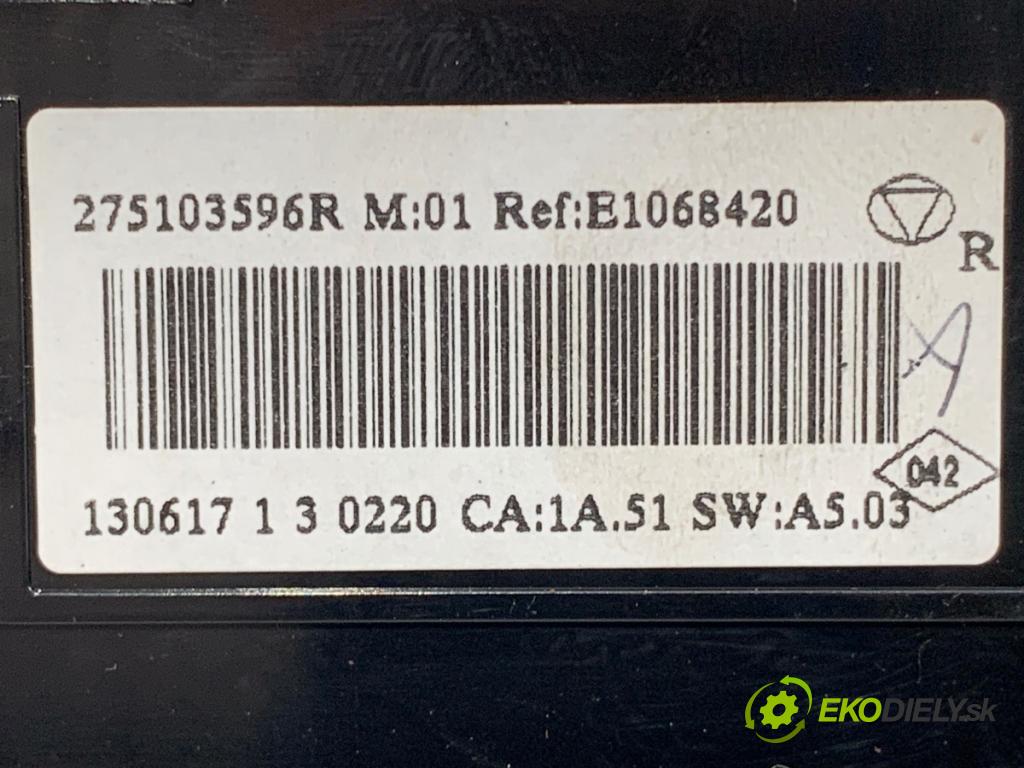 275103596R M:01 Ref:E1068420
R
A
042
130617 1 3 0220 CA:1A.51 SW:A5.03
EKODIELY.sk